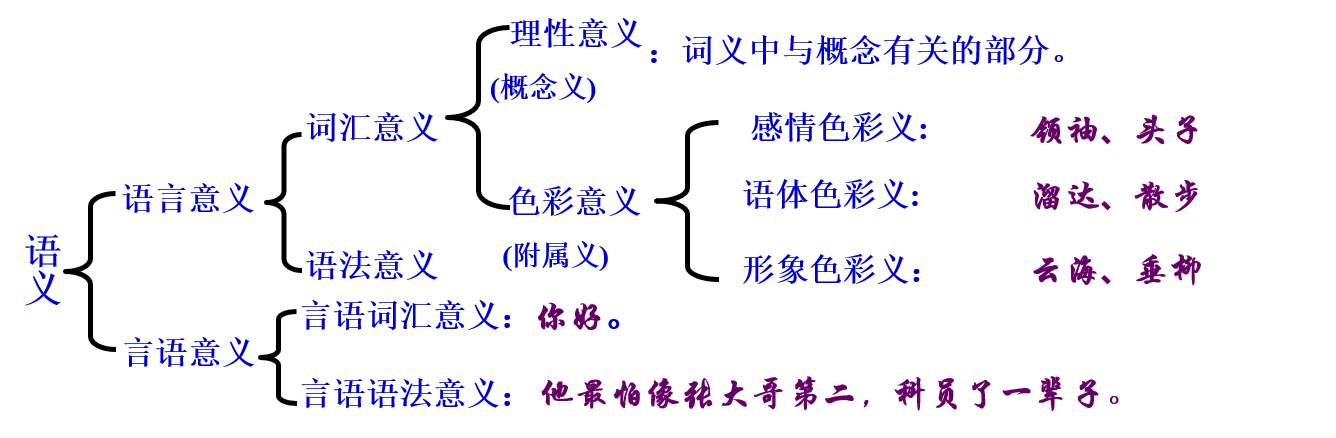 理性意义：词义中与概念有关的部分。
(概念义)
词汇意义
感情色彩义： 领袖、头子
语言意义
色彩意义
语体色彩义： 溜达、散步
(附属义)
语法意义
形象色彩义： 云海、垂柳
语义
言语词汇意义：你好。
言语意义
言语语法意义：他最怕像张大哥第二，科员了一辈子。